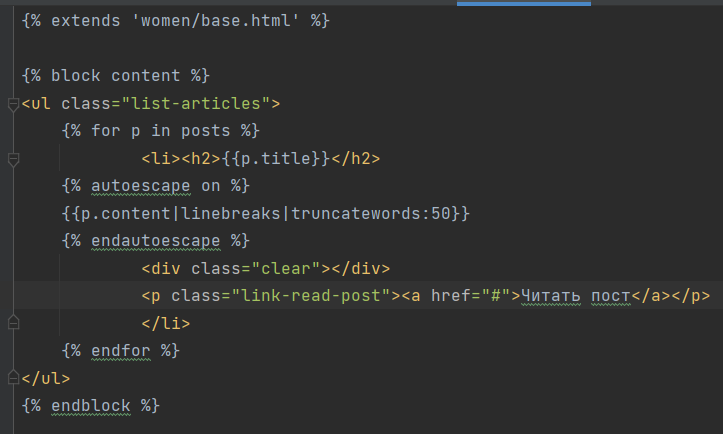 {% extends 'women/base.html' %}
{% block content %}
<ul class="list-articles">
{% for p in posts %}
<li><h2>{{p.title}}</h2>
{% autoescape on %}
{{p.content|linebreaks|truncatewords:50}}
{% endautoescape %}
<div class="clear"></div>
<p class="link-read-post"><a href="#">Читать пост</a></p>
</li>
{% endfor %}
</ul>
{% endblock %}